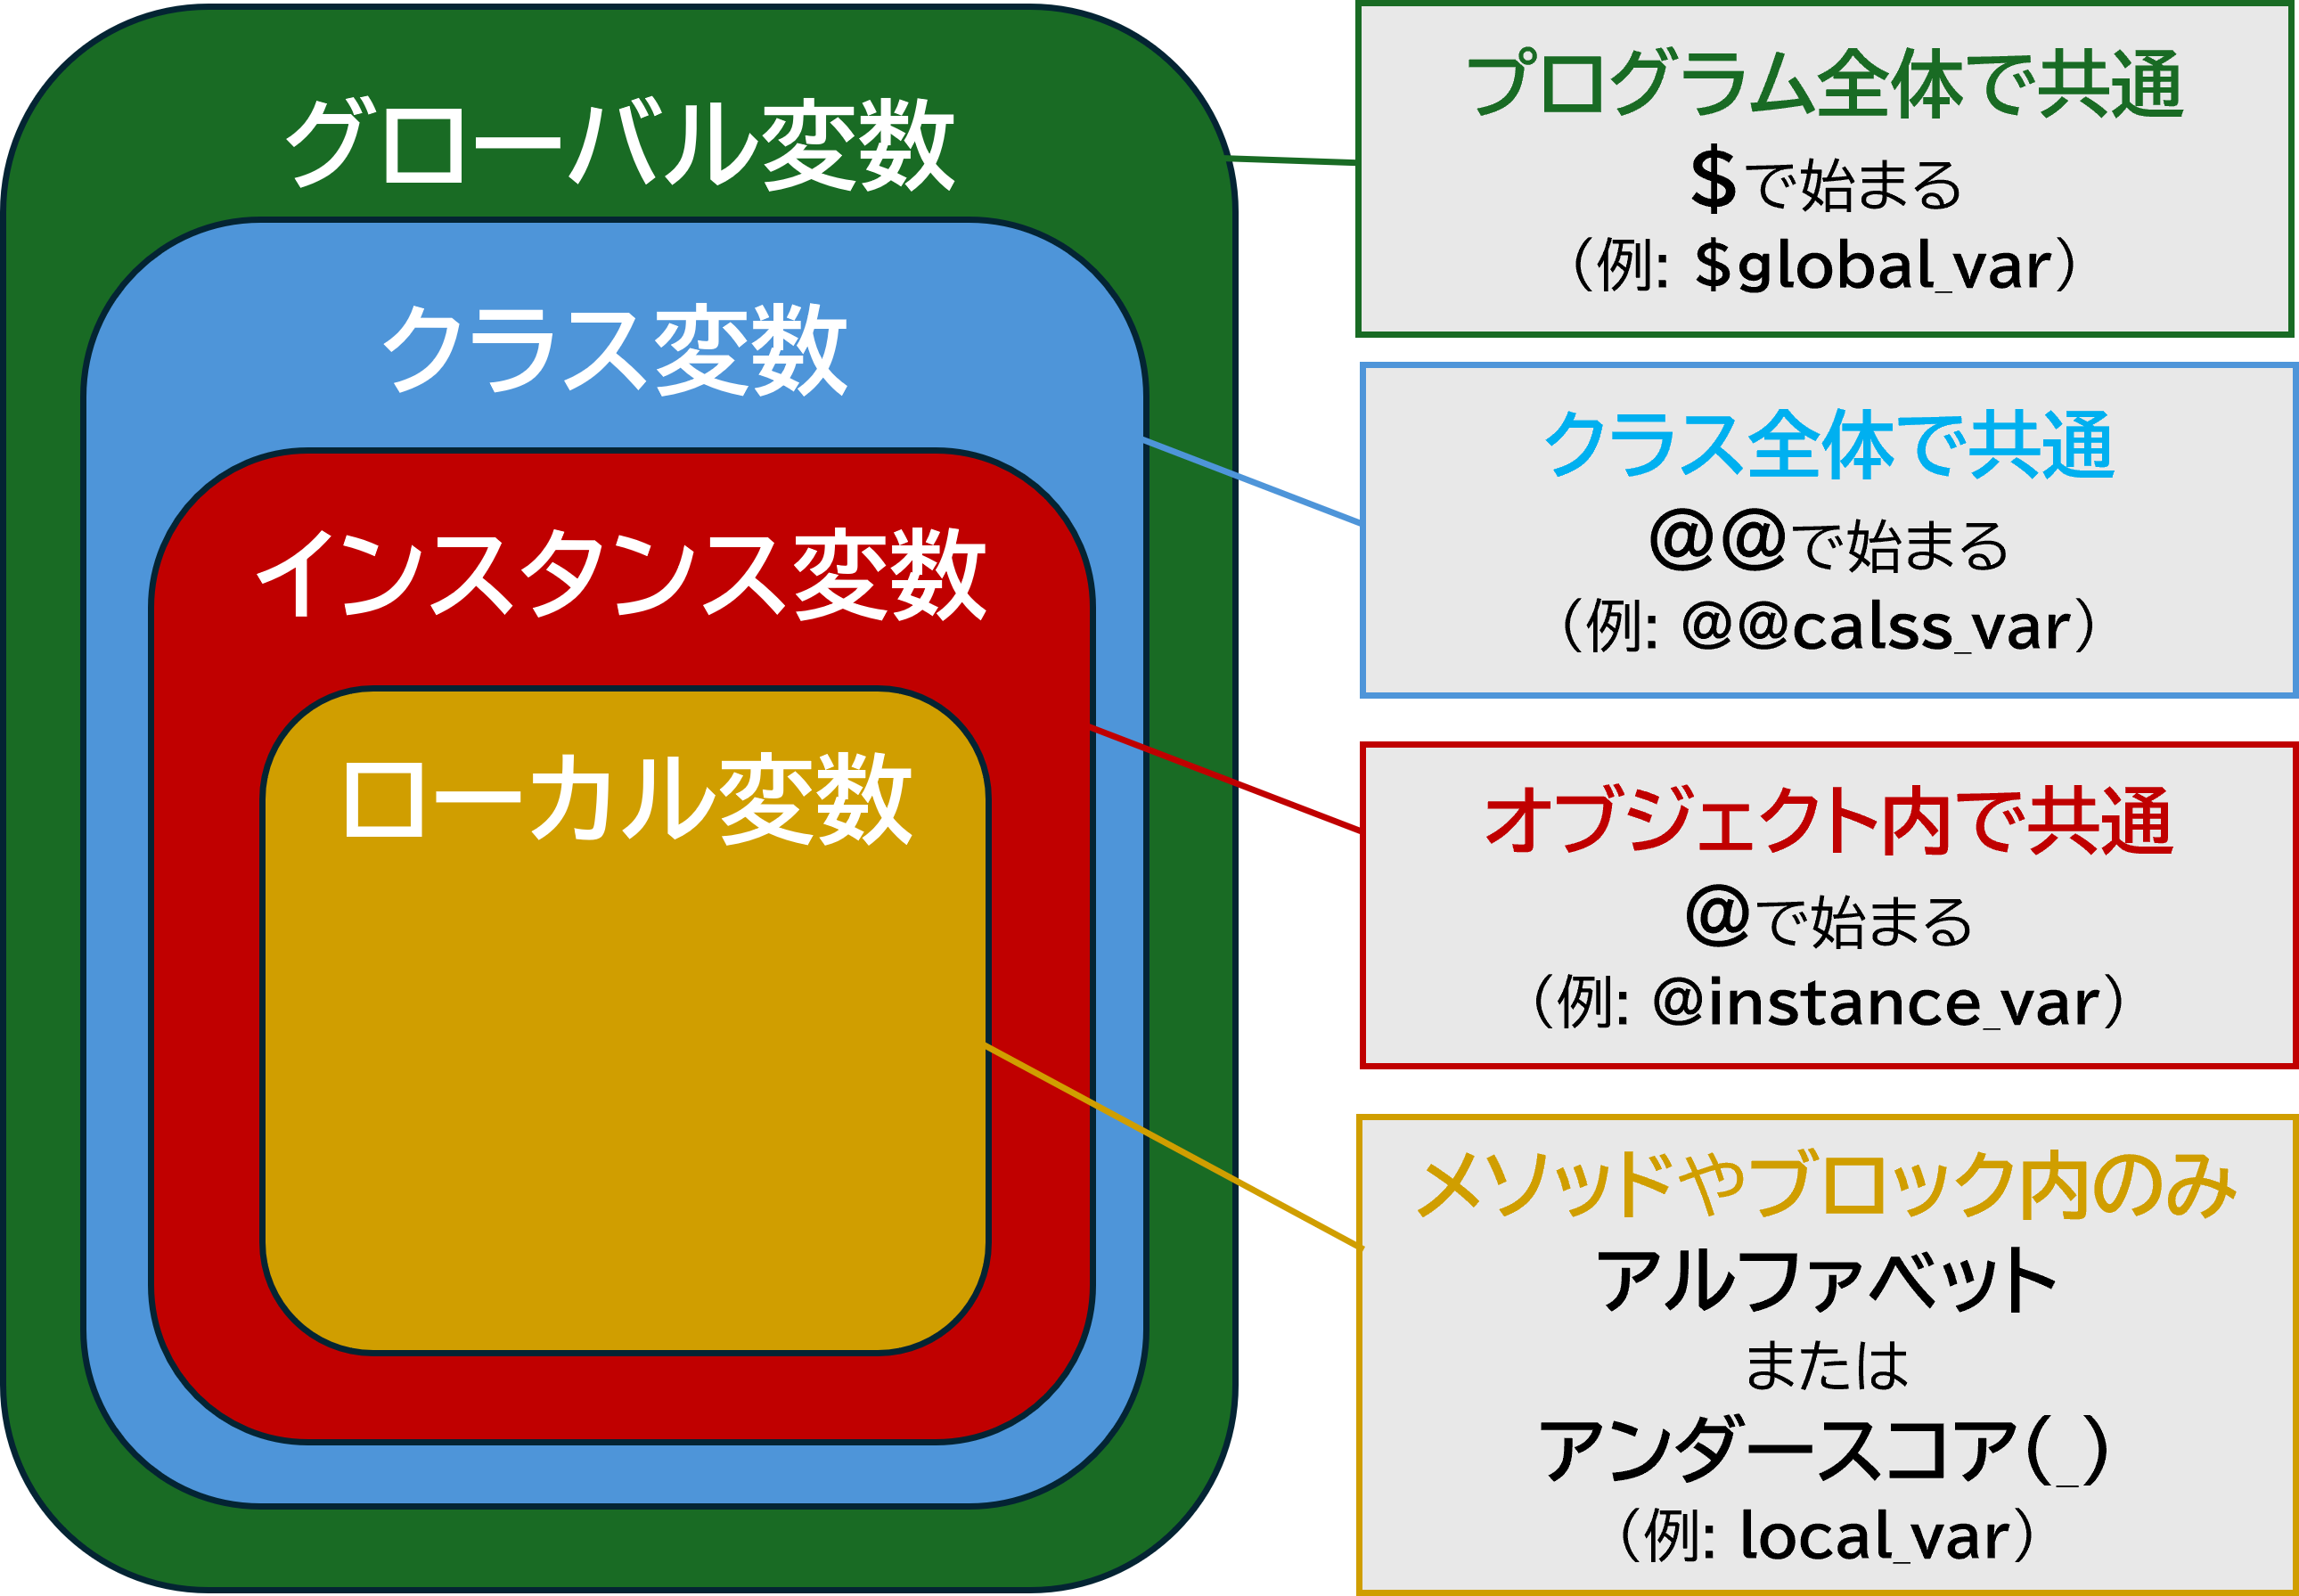 グローバル変数
クラス変数
インスタンス変数
ローカル変数
プログラム全体で共通
$で始まる
（例: $global_var）
クラス全体で共通
@@で始まる
（例: @@calss_var）
オブジェクト内で共通
@で始まる
（例: @instance_var）
メソッドやブロック内のみ
アルファベット
または
アンダースコア(_)
（例: local_var）